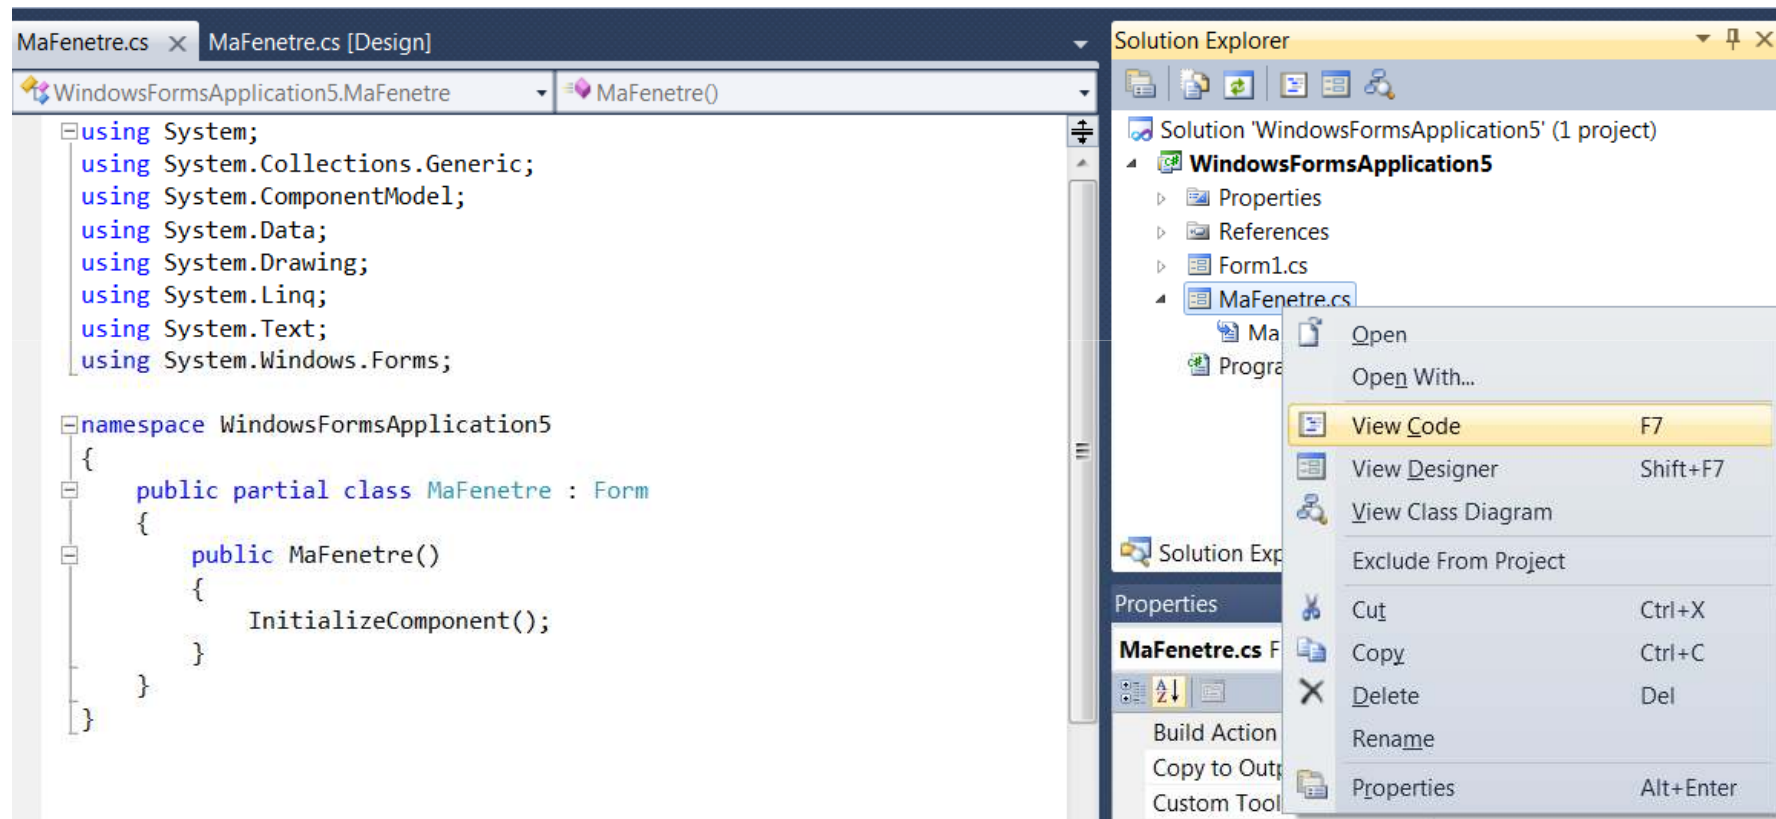 MaFenetre.cs
MaFenetre.cs [Design]
WindowsFormsApplication5.MaFenetre
MaFenetre()
using System;
using System.Collections.Generic;
using System.ComponentModel;
using System.Data;
using System.Drawing;
using System.Linq;
using System.Text;
using System.Windows.Forms;
namespace WindowsFormsApplication5
{
public partial class MaFenetre : Form
{
public MaFenetre()
{
InitializeComponent();
}
}
}
Solution Explorer
Solution 'WindowsFormsApplication5' (1 project)
WindowsFormsApplication5
Properties
References
Form1.cs
MaFenetre.cs
Ma
Progra
Solution Exp
Properties
MaFenetre.cs F
Build Action
Copy to Outp
Custom Tool
Open
Open With...
View Code F7
View Designer Shift+F7
View Class Diagram
Exclude From Project
Cut Ctrl+X
Copy Ctrl+C
Delete Del
Rename
Properties Alt+Enter